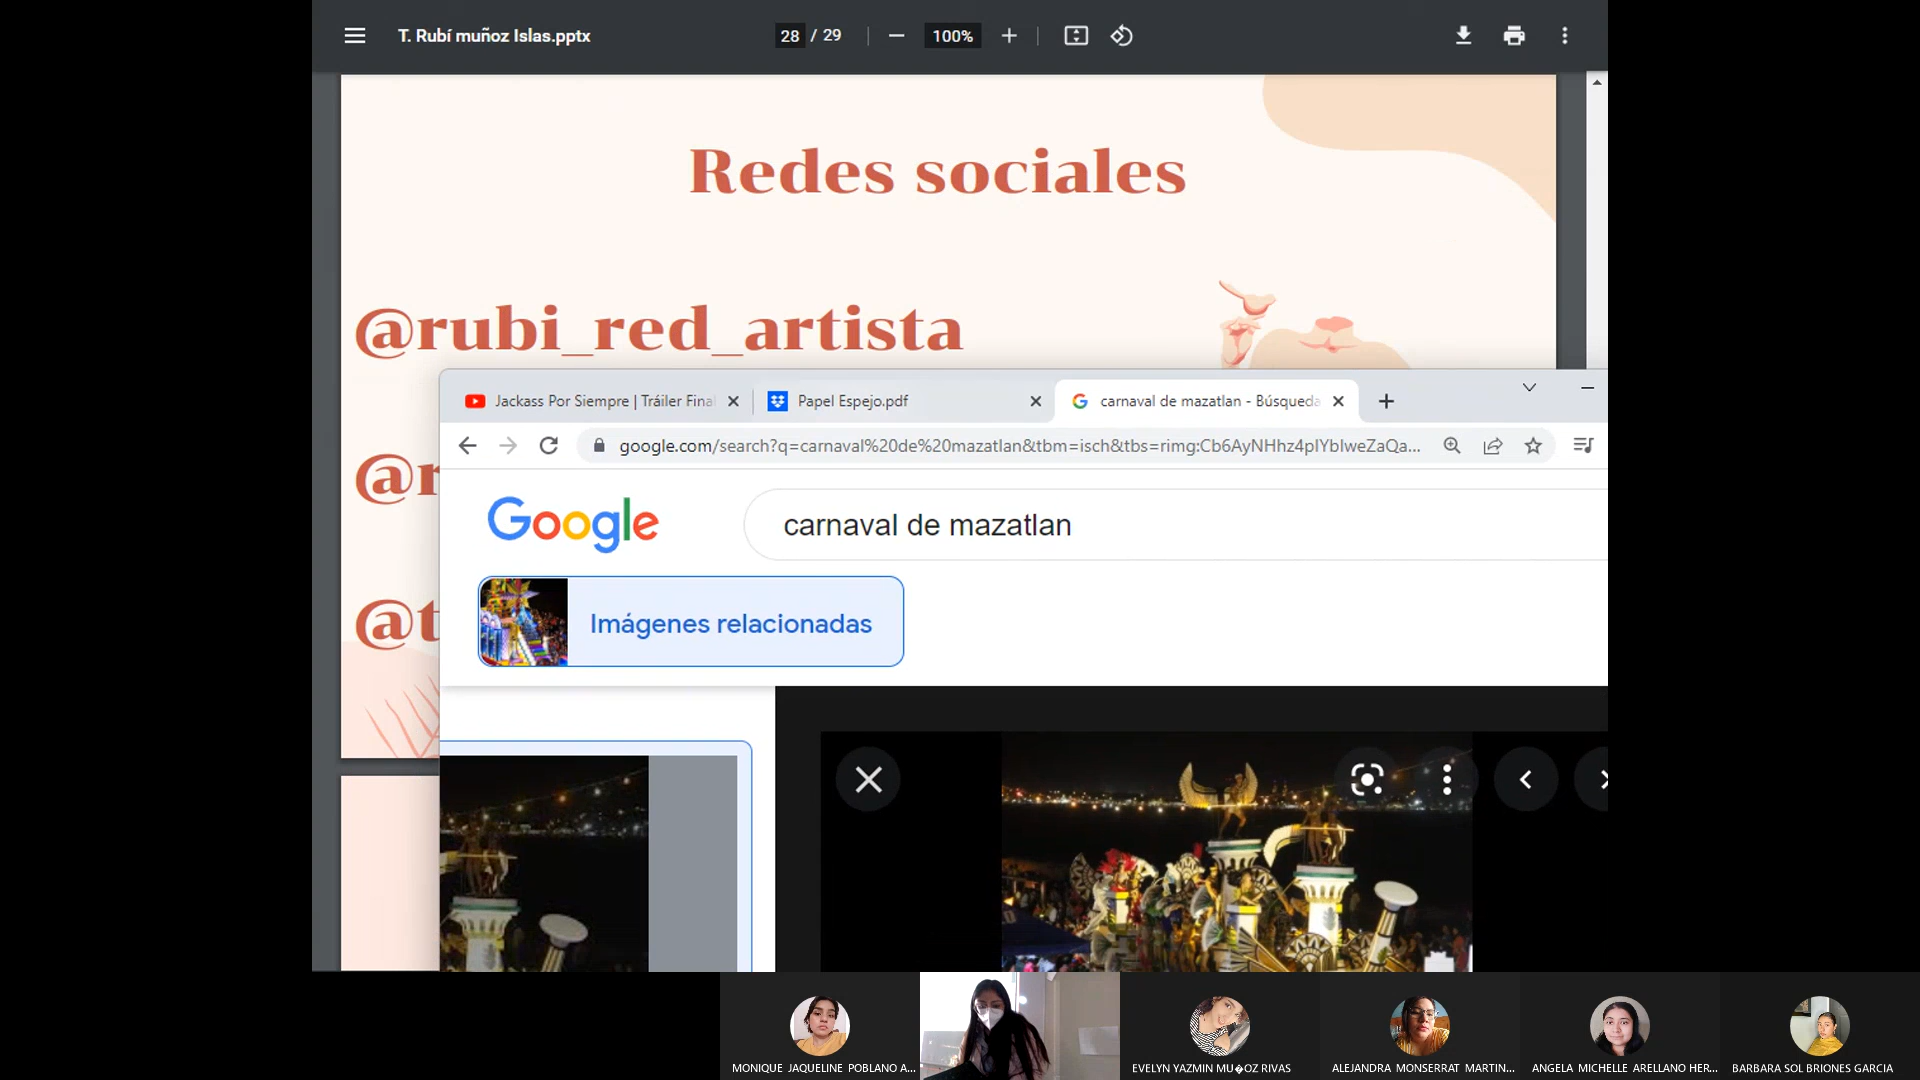 T. Rubí muñoz Islas.pptx
28 / 29
100%
Redes sociales
@rubi_red_artista
@r
@t
Jackass Por Siempre | Tráiler Fina
Papel Espejo.pdf
carnaval de mazatlan - Búsqueda
google.com/search?q=carnaval%20de%20mazatlan&tbm=isch&tbs=rimg:Cb6AyNHhz4pIYblweZaQa...
Google
carnaval de mazatlan
Imágenes relacionadas
MONIQUE JAQUELINE POBLANO A...
EVELYN YAZMIN MU�OZ RIVAS
ALEJANDRA MONSERRAT MARTIN...
ANGELA MICHELLE ARELLANO HER...
BARBARA SOL BRIONES GARCIA